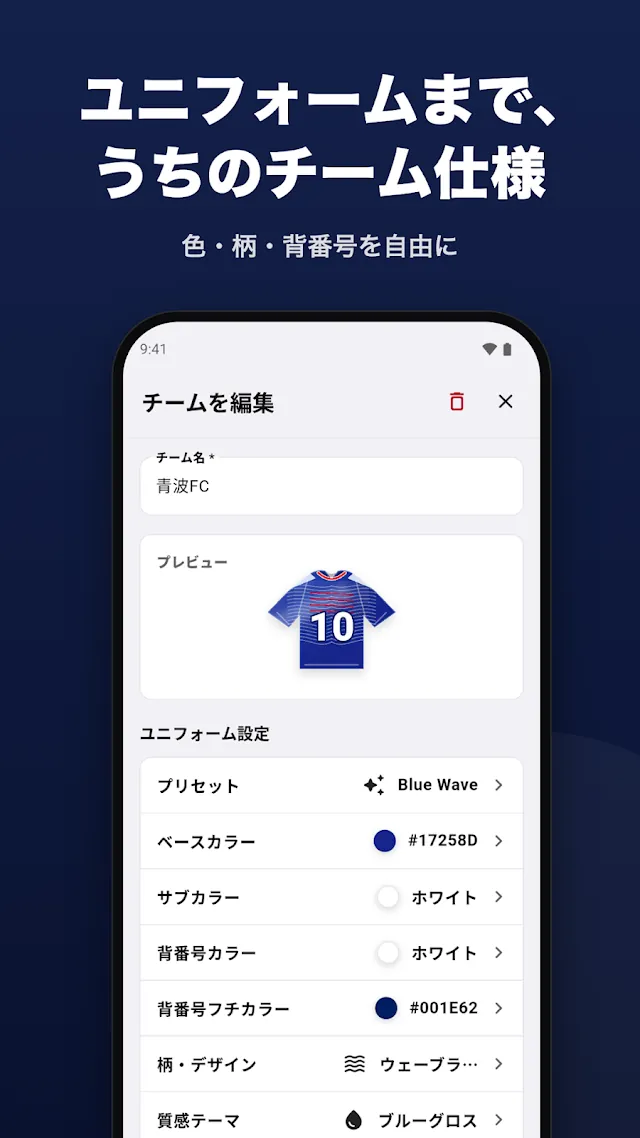 ユニフォームまで、
うちのチーム仕様
色・柄・背番号を自由に
9:41
チームを編集
チーム名 *
青波FC
プレビュー
10
ユニフォーム設定
プリセット Blue Wave
ベースカラー #17258D
サブカラー ホワイト
背番号カラー ホワイト
背番号フチカラー #001E62
柄・デザイン ウェーブラ…
質感テーマ ブルーグロス